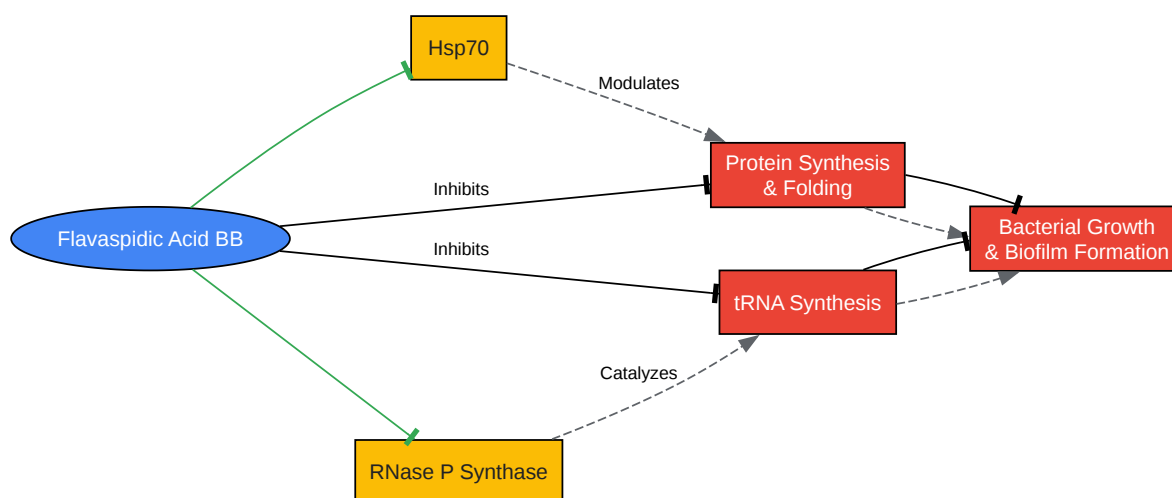 Hsp70
Modulates
Protein Synthesis
& Folding
Inhibits
Flavaspidic Acid BB
Inhibits
Bacterial Growth
& Biofilm Formation
tRNA Synthesis
Catalyzes
RNase P Synthase